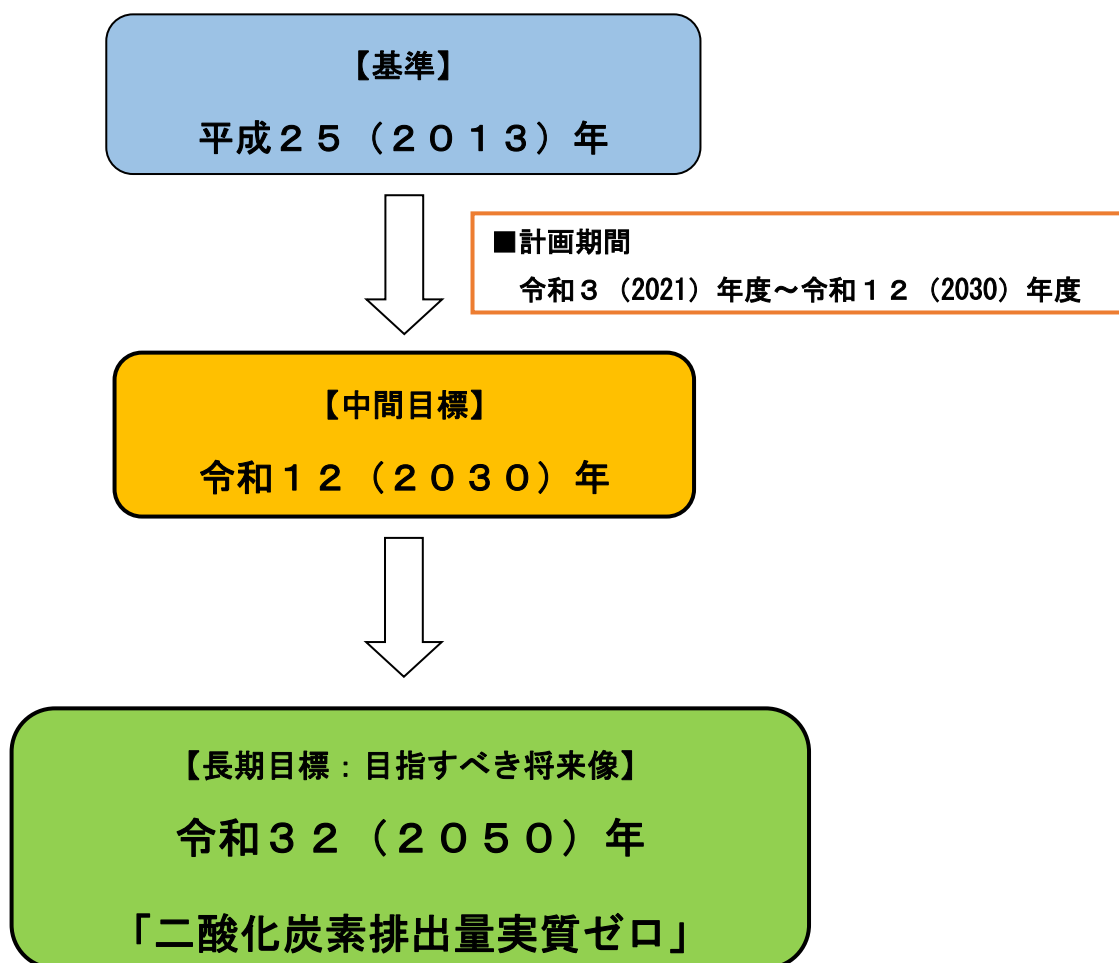 【基準】
平成２５（２０１３）年
■計画期間
令和３（2021）年度～令和１２（2030）年度
【中間目標】
令和１２（２０３０）年
【長期目標：目指すべき将来像】
令和３２（２０５０）年
「二酸化炭素排出量実質ゼロ」